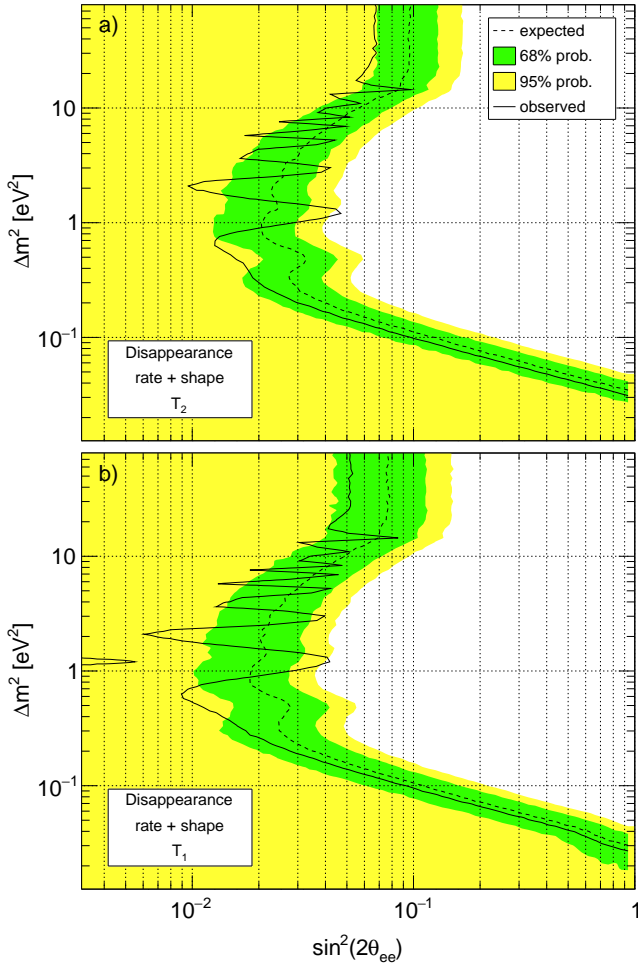 a)
expected
68% prob.
95% prob.
observed
10
1
10⁻¹
Δm² [eV²]
Disappearance
rate + shape
T₂
b)
10
1
10⁻¹
Δm² [eV²]
Disappearance
rate + shape
T₁
10⁻² 10⁻¹ 1
sin²(2θₑₑ)